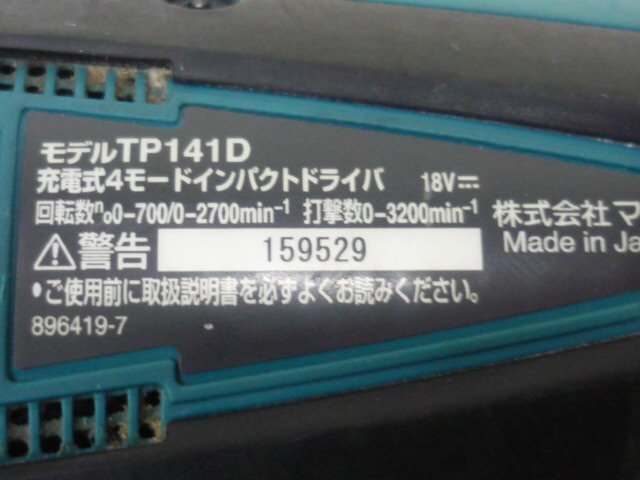 モデルTP141D
充電式4モードインパクトドライバ 18V⎓
回転数n₀0-700/0-2700min⁻¹ 打撃数0-3200min⁻¹ 株式会社マ
⚠警告 159529 Made in Ja
•ご使用前に取扱説明書を必ずよくお読みください。
896419-7